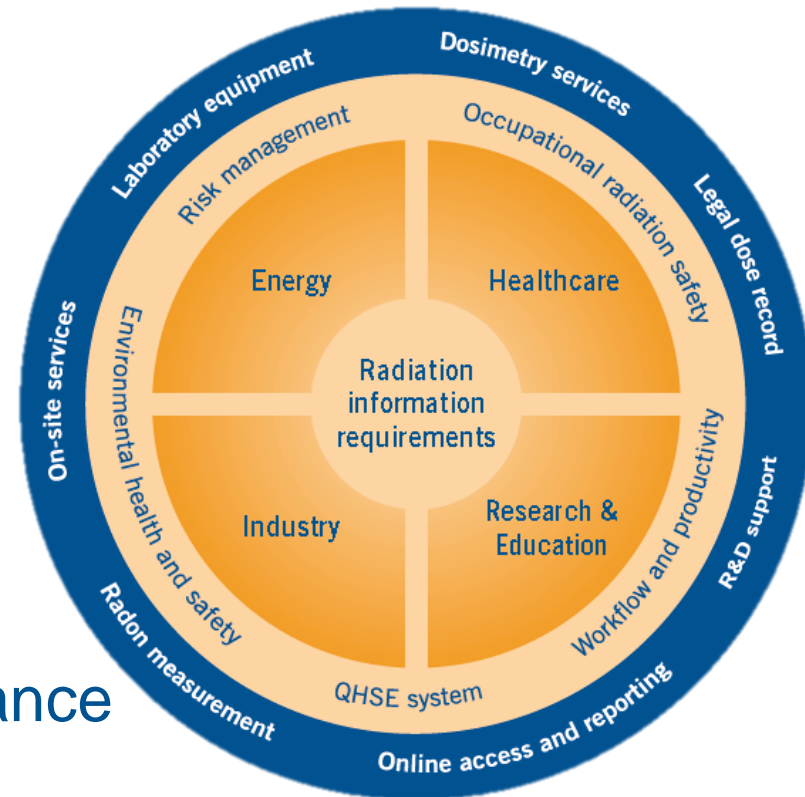 Laboratory equipment
Dosimetry services
Legal dose record
R&D support
Online access and reporting
Radon measurement
On-site services
Risk management
Occupational radiation safety
Workflow and productivity
QHSE system
Environmental health and safety
Energy
Healthcare
Radiation
information
requirements
Industry
Research &
Education
ance